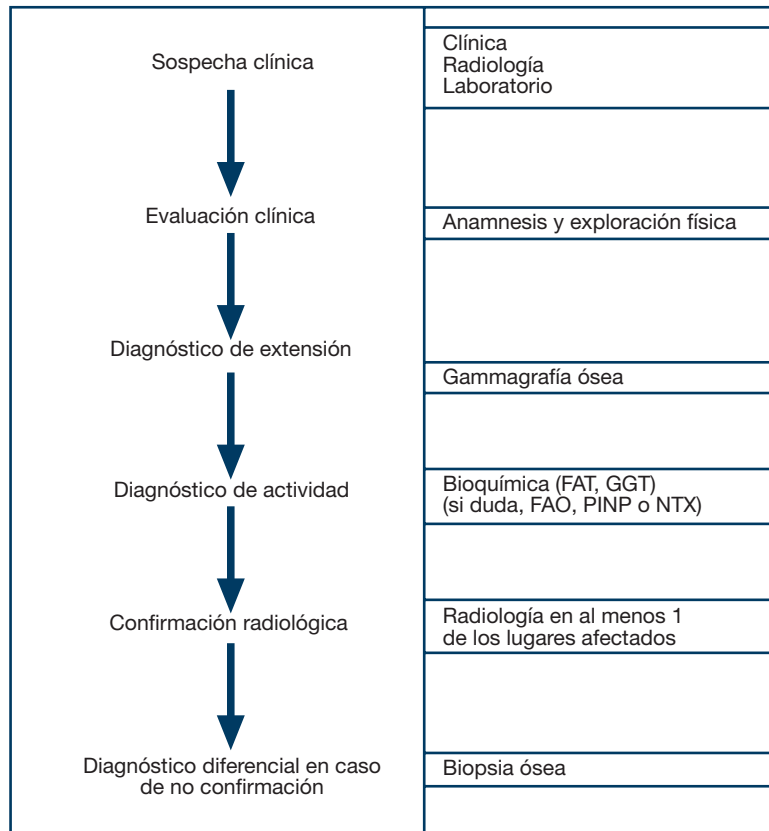 Sospecha clínica
Clínica
Radiología
Laboratorio
Evaluación clínica
Anamnesis y exploración física
Diagnóstico de extensión
Gammagrafía ósea
Diagnóstico de actividad
Bioquímica (FAT, GGT)
(si duda, FAO, PINP o NTX)
Confirmación radiológica
Radiología en al menos 1
de los lugares afectados
Diagnóstico diferencial en caso
de no confirmación
Biopsia ósea